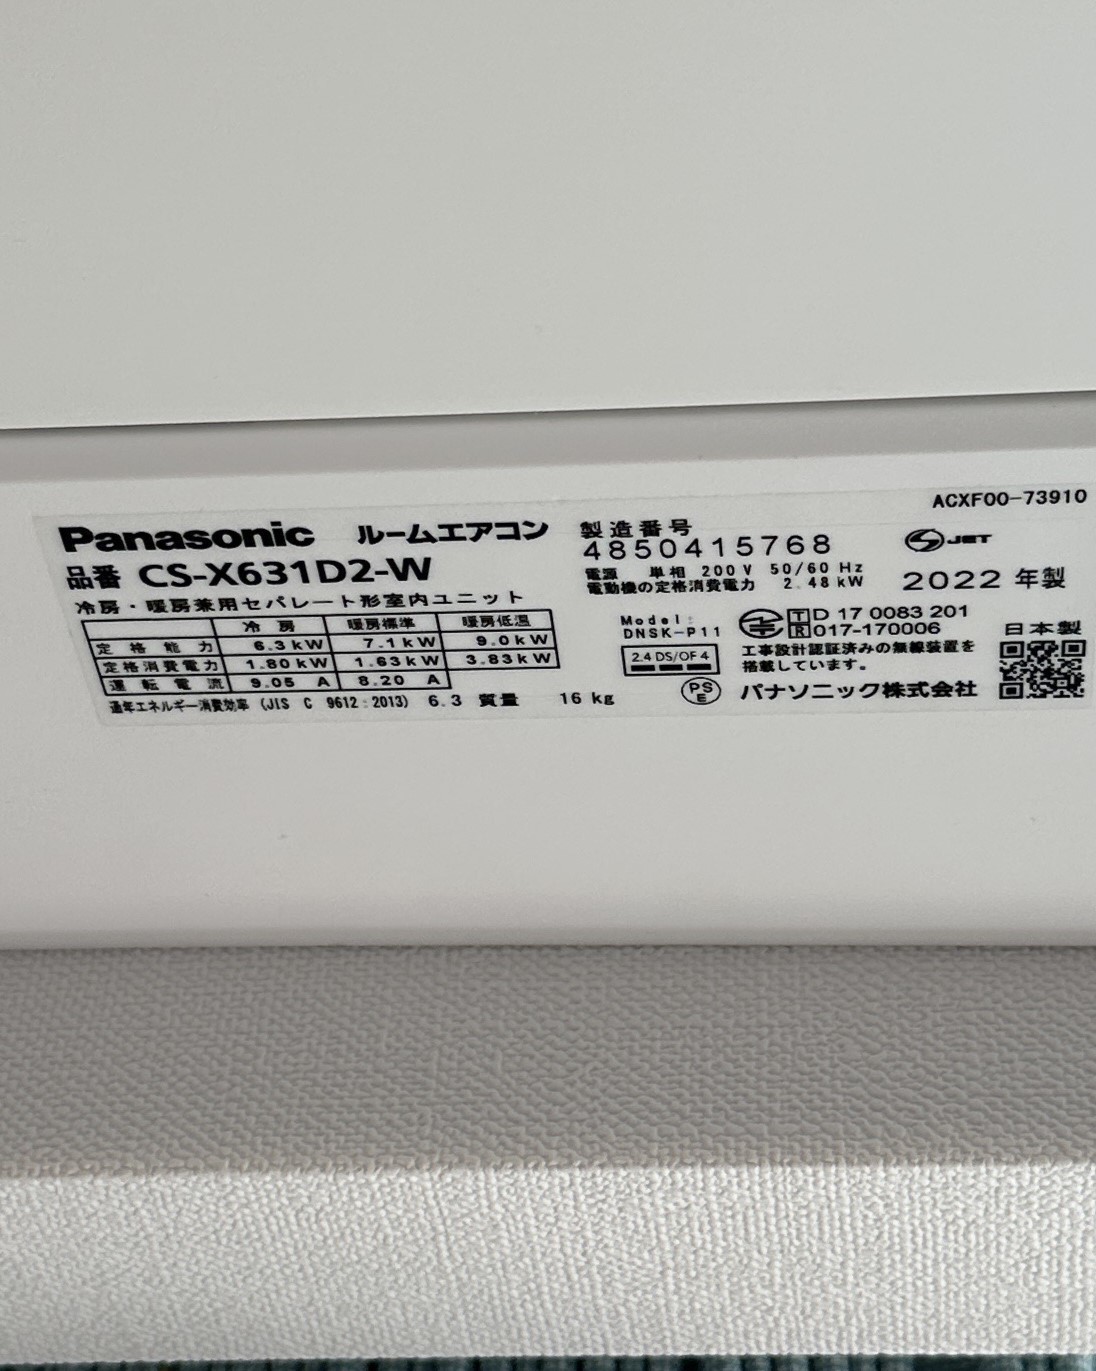 ACXF00-73910
Panasonic ルームエアコン
品番 CS-X631D2-W
冷房・暖房兼用セパレート形室内ユニット
冷房 暖房標準 暖房低温
定格能力 6.3kW 7.1kW 9.0kW
定格消費電力 1.80kW 1.63kW 3.83kW
運転電流 9.05 A 8.20 A
通年エネルギー消費効率 (JIS C 9612:2013) 6.3 質量 16 kg
製造番号
4850415768
電源 単相 200V 50/60 Hz
電動機の定格消費電力 2.48kW
JET
2022 年製
Model:
DNSK-P11
2.4 DS/OF 4
T D 17 0083 201
R 017-170006
工事設計認証済みの無線装置を
搭載しています。
PS
E
パナソニック株式会社
日本製